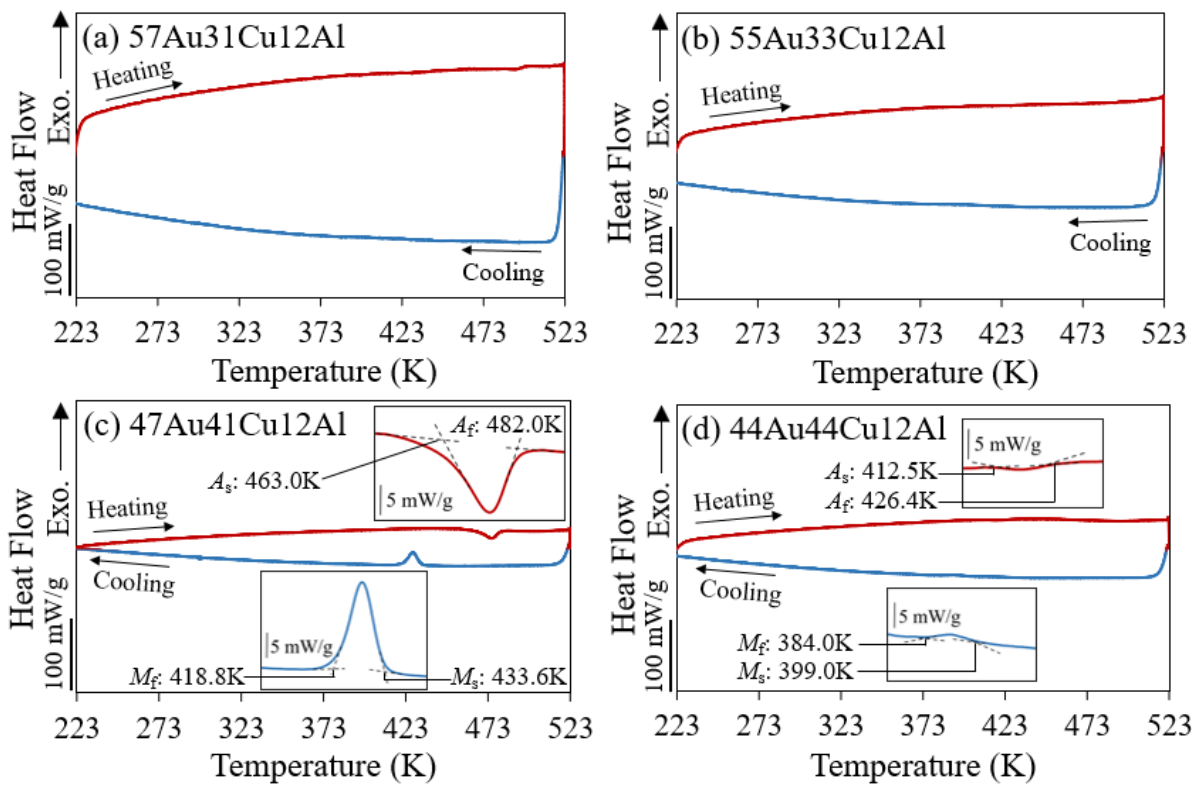 (a) 57Au31Cu12Al
Heating
Heat Flow
Exo.
100 mW/g
Cooling
223 273 323 373 423 473 523
Temperature (K)
(b) 55Au33Cu12Al
Heating
Heat Flow
Exo.
100 mW/g
Cooling
223 273 323 373 423 473 523
Temperature (K)
(c) 47Au41Cu12Al
Af: 482.0K
As: 463.0K
5 mW/g
Heating
Heat Flow
Exo.
100 mW/g
Cooling
5 mW/g
Mf: 418.8K
Ms: 433.6K
223 273 323 373 423 473 523
Temperature (K)
(d) 44Au44Cu12Al
5 mW/g
As: 412.5K
Af: 426.4K
Heating
Heat Flow
Exo.
100 mW/g
Cooling
5 mW/g
Mf: 384.0K
Ms: 399.0K
223 273 323 373 423 473 523
Temperature (K)